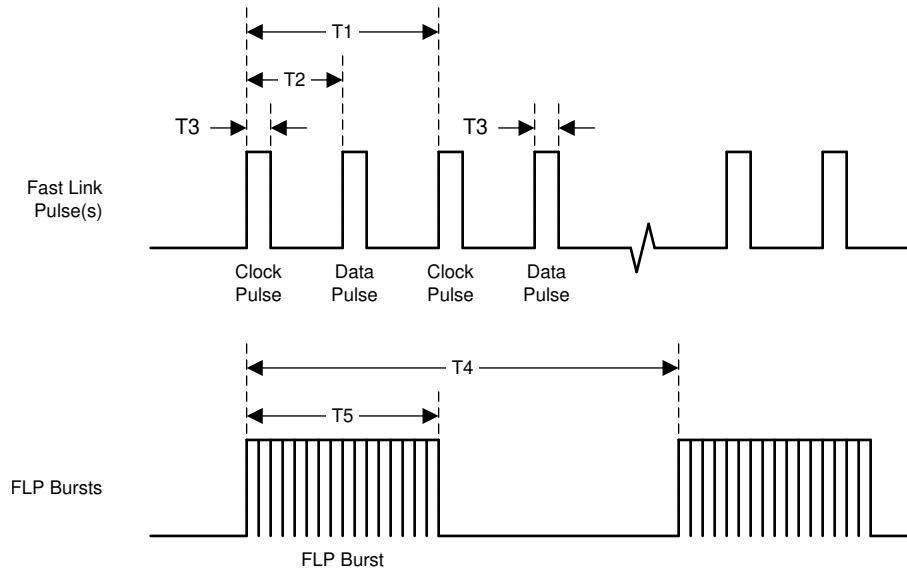 T1
T2
T3
T3
Fast Link
Pulse(s)
Clock
Pulse
Data
Pulse
Clock
Pulse
Data
Pulse
T4
T5
FLP Bursts
FLP Burst